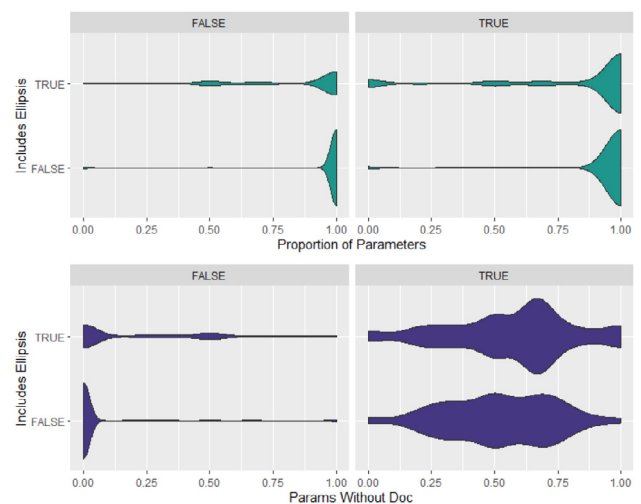 FALSE TRUE
Includes Ellipsis
TRUE
FALSE
0.00 0.25 0.50 0.75 1.00 0.00 0.25 0.50 0.75 1.00
Proportion of Parameters
FALSE TRUE
Includes Ellipsis
TRUE
FALSE
0.00 0.25 0.50 0.75 1.00 0.00 0.25 0.50 0.75 1.00
Params Without Doc